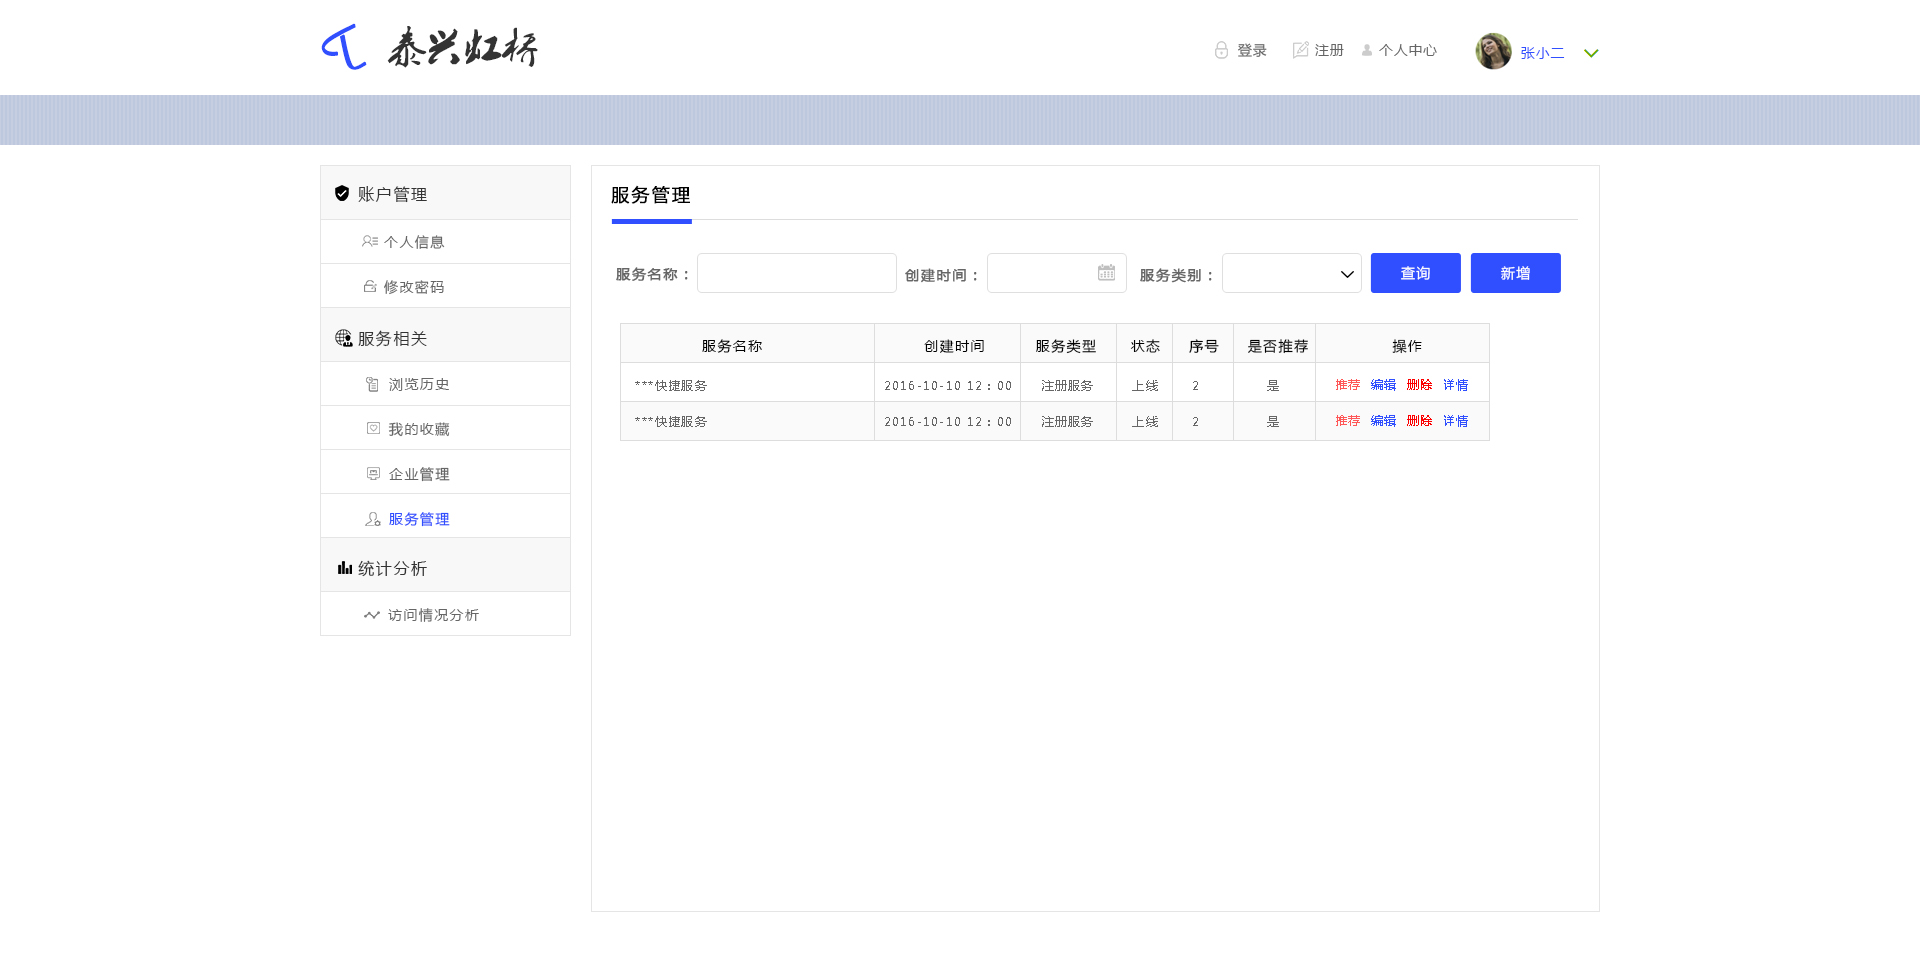 泰兴虹桥
登录 注册 个人中心 张小二
账户管理
个人信息
修改密码
服务相关
浏览历史
我的收藏
企业管理
服务管理
统计分析
访问情况分析
服务管理
服务名称： 创建时间： 服务类别： 查询 新增
服务名称 创建时间 服务类型 状态 序号 是否推荐 操作
***快捷服务 2016-10-10 12：00 注册服务 上线 2 是 推荐 编辑 删除 详情
***快捷服务 2016-10-10 12：00 注册服务 上线 2 是 推荐 编辑 删除 详情